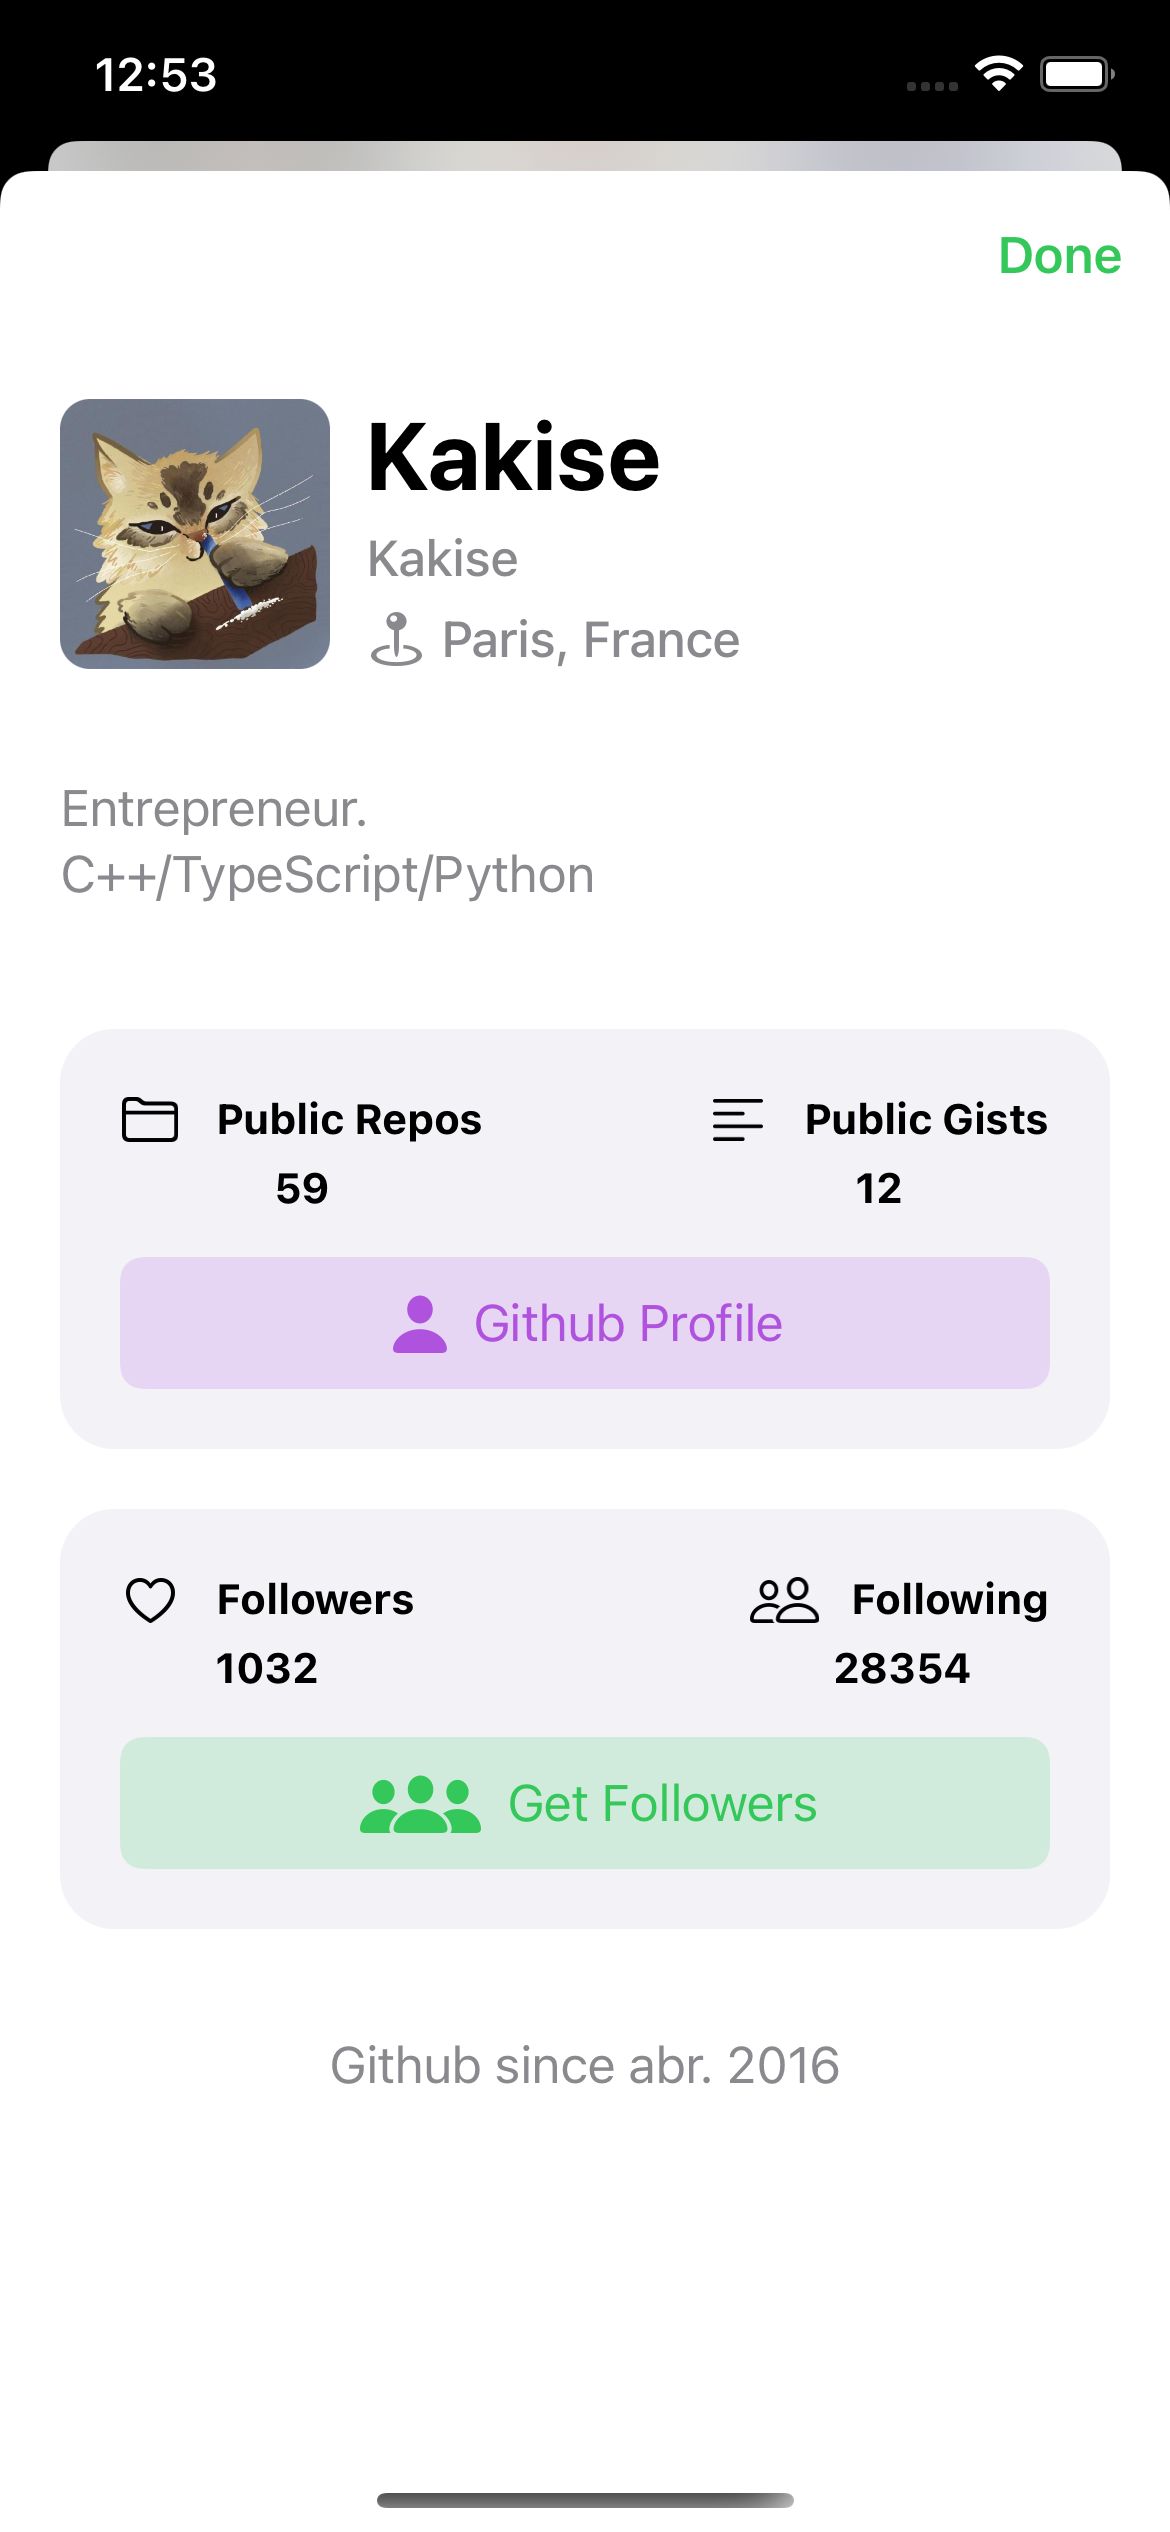 12:53
Done
Kakise
Kakise
Paris, France
Entrepreneur.
C++/TypeScript/Python
Public Repos
59
Public Gists
12
Github Profile
Followers
1032
Following
28354
Get Followers
Github since abr. 2016